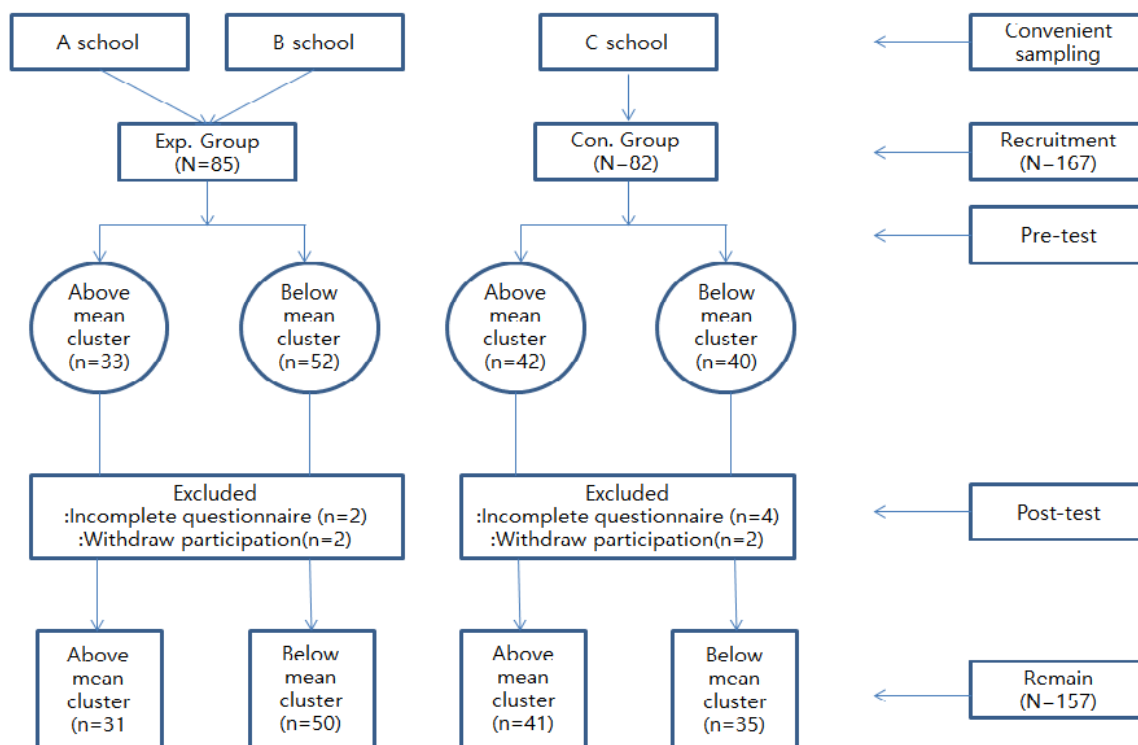 A school
B school
C school
Convenient
sampling
Exp. Group
(N=85)
Con. Group
(N-82)
Recruitment
(N-167)
Pre-test
Above
mean
cluster
(n=33)
Below
mean
cluster
(n=52)
Above
mean
cluster
(n=42)
Below
mean
cluster
(n=40)
Excluded
:Incomplete questionnaire (n=2)
:Withdraw participation(n=2)
Excluded
:Incomplete questionnaire (n=4)
:Withdraw participation(n=2)
Post-test
Above
mean
cluster
(n=31
Below
mean
cluster
(n=50)
Above
mean
cluster
(n=41)
Below
mean
cluster
(n=35)
Remain
(N-157)